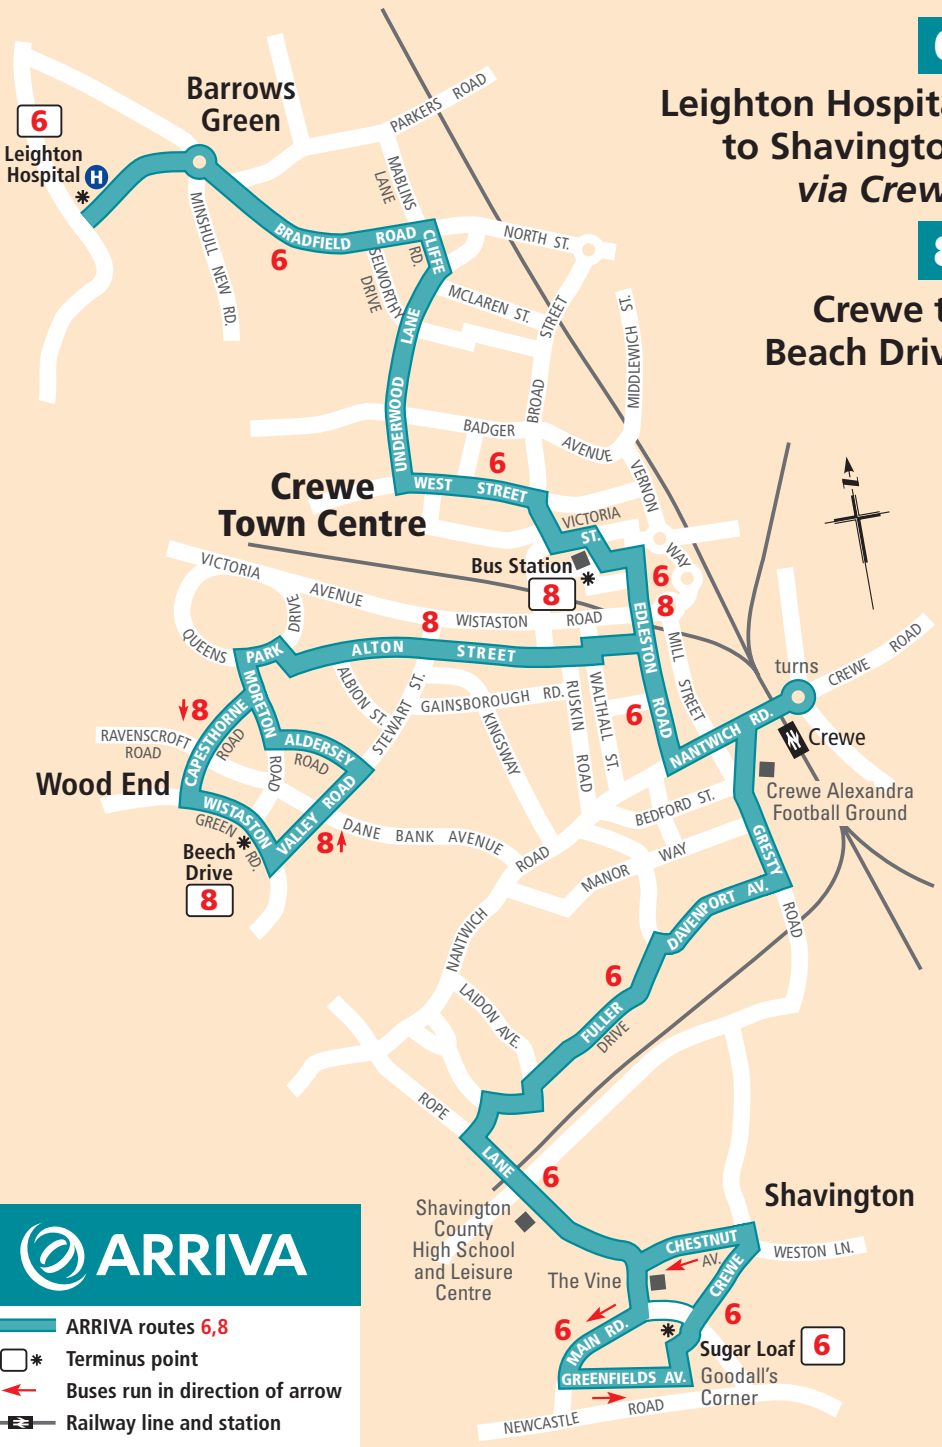 6
Leighton Hospita
to Shavingto
via Crew
8
Crewe t
Beach Driv
Barrows
Green
6
Leighton
Hospital H
PARKERS ROAD
MABLINS
LANE
MINSHULL NEW RD.
BRADFIELD ROAD
6
CLIFFE
RD.
SELWORTHY
DRIVE
NORTH ST.
MCLAREN ST.
BROAD STREET
MIDDLEWICH ST.
UNDERWOOD LANE
BADGER AVENUE
VERNON WAY
6
WEST STREET
Crewe
Town Centre
VICTORIA
ST.
Bus Station
8
6
8
VICTORIA AVENUE
WISTASTON ROAD
8
QUEENS
PARK
DRIVE
ALTON STREET
EDLESTON ROAD
MILL STREET
ALBION ST.
STEWART ST.
GAINSBOROUGH RD.
KINGSWAY
RUSKIN ROAD
WALTHALL ST.
6
turns
CREWE ROAD
NANTWICH RD.
Crewe
Crewe Alexandra
Football Ground
8
MORETON
ROAD
CAPESTHORNE
ROAD
RAVENSCROFT
ROAD
ALDERSEY
ROAD
Wood End
WISTASTON
GREEN RD.
VALLEY ROAD
8
Beech
Drive
8
DANE BANK AVENUE
BEDFORD ST.
MANOR WAY
GRESTY
ROAD
DAVENPORT AV.
NANTWICH ROAD
LAIDON AVE.
6
FULLER
DRIVE
ROPE
LANE
6
Shavington
Shavington
County
High School
and Leisure
Centre
The Vine
CHESTNUT
AV.
WESTON LN.
CREWE
6
MAIN RD.
6
Sugar Loaf 6
GREENFIELDS AV.
Goodall's
Corner
NEWCASTLE ROAD
ARRIVA
ARRIVA routes 6,8
Terminus point
Buses run in direction of arrow
Railway line and station